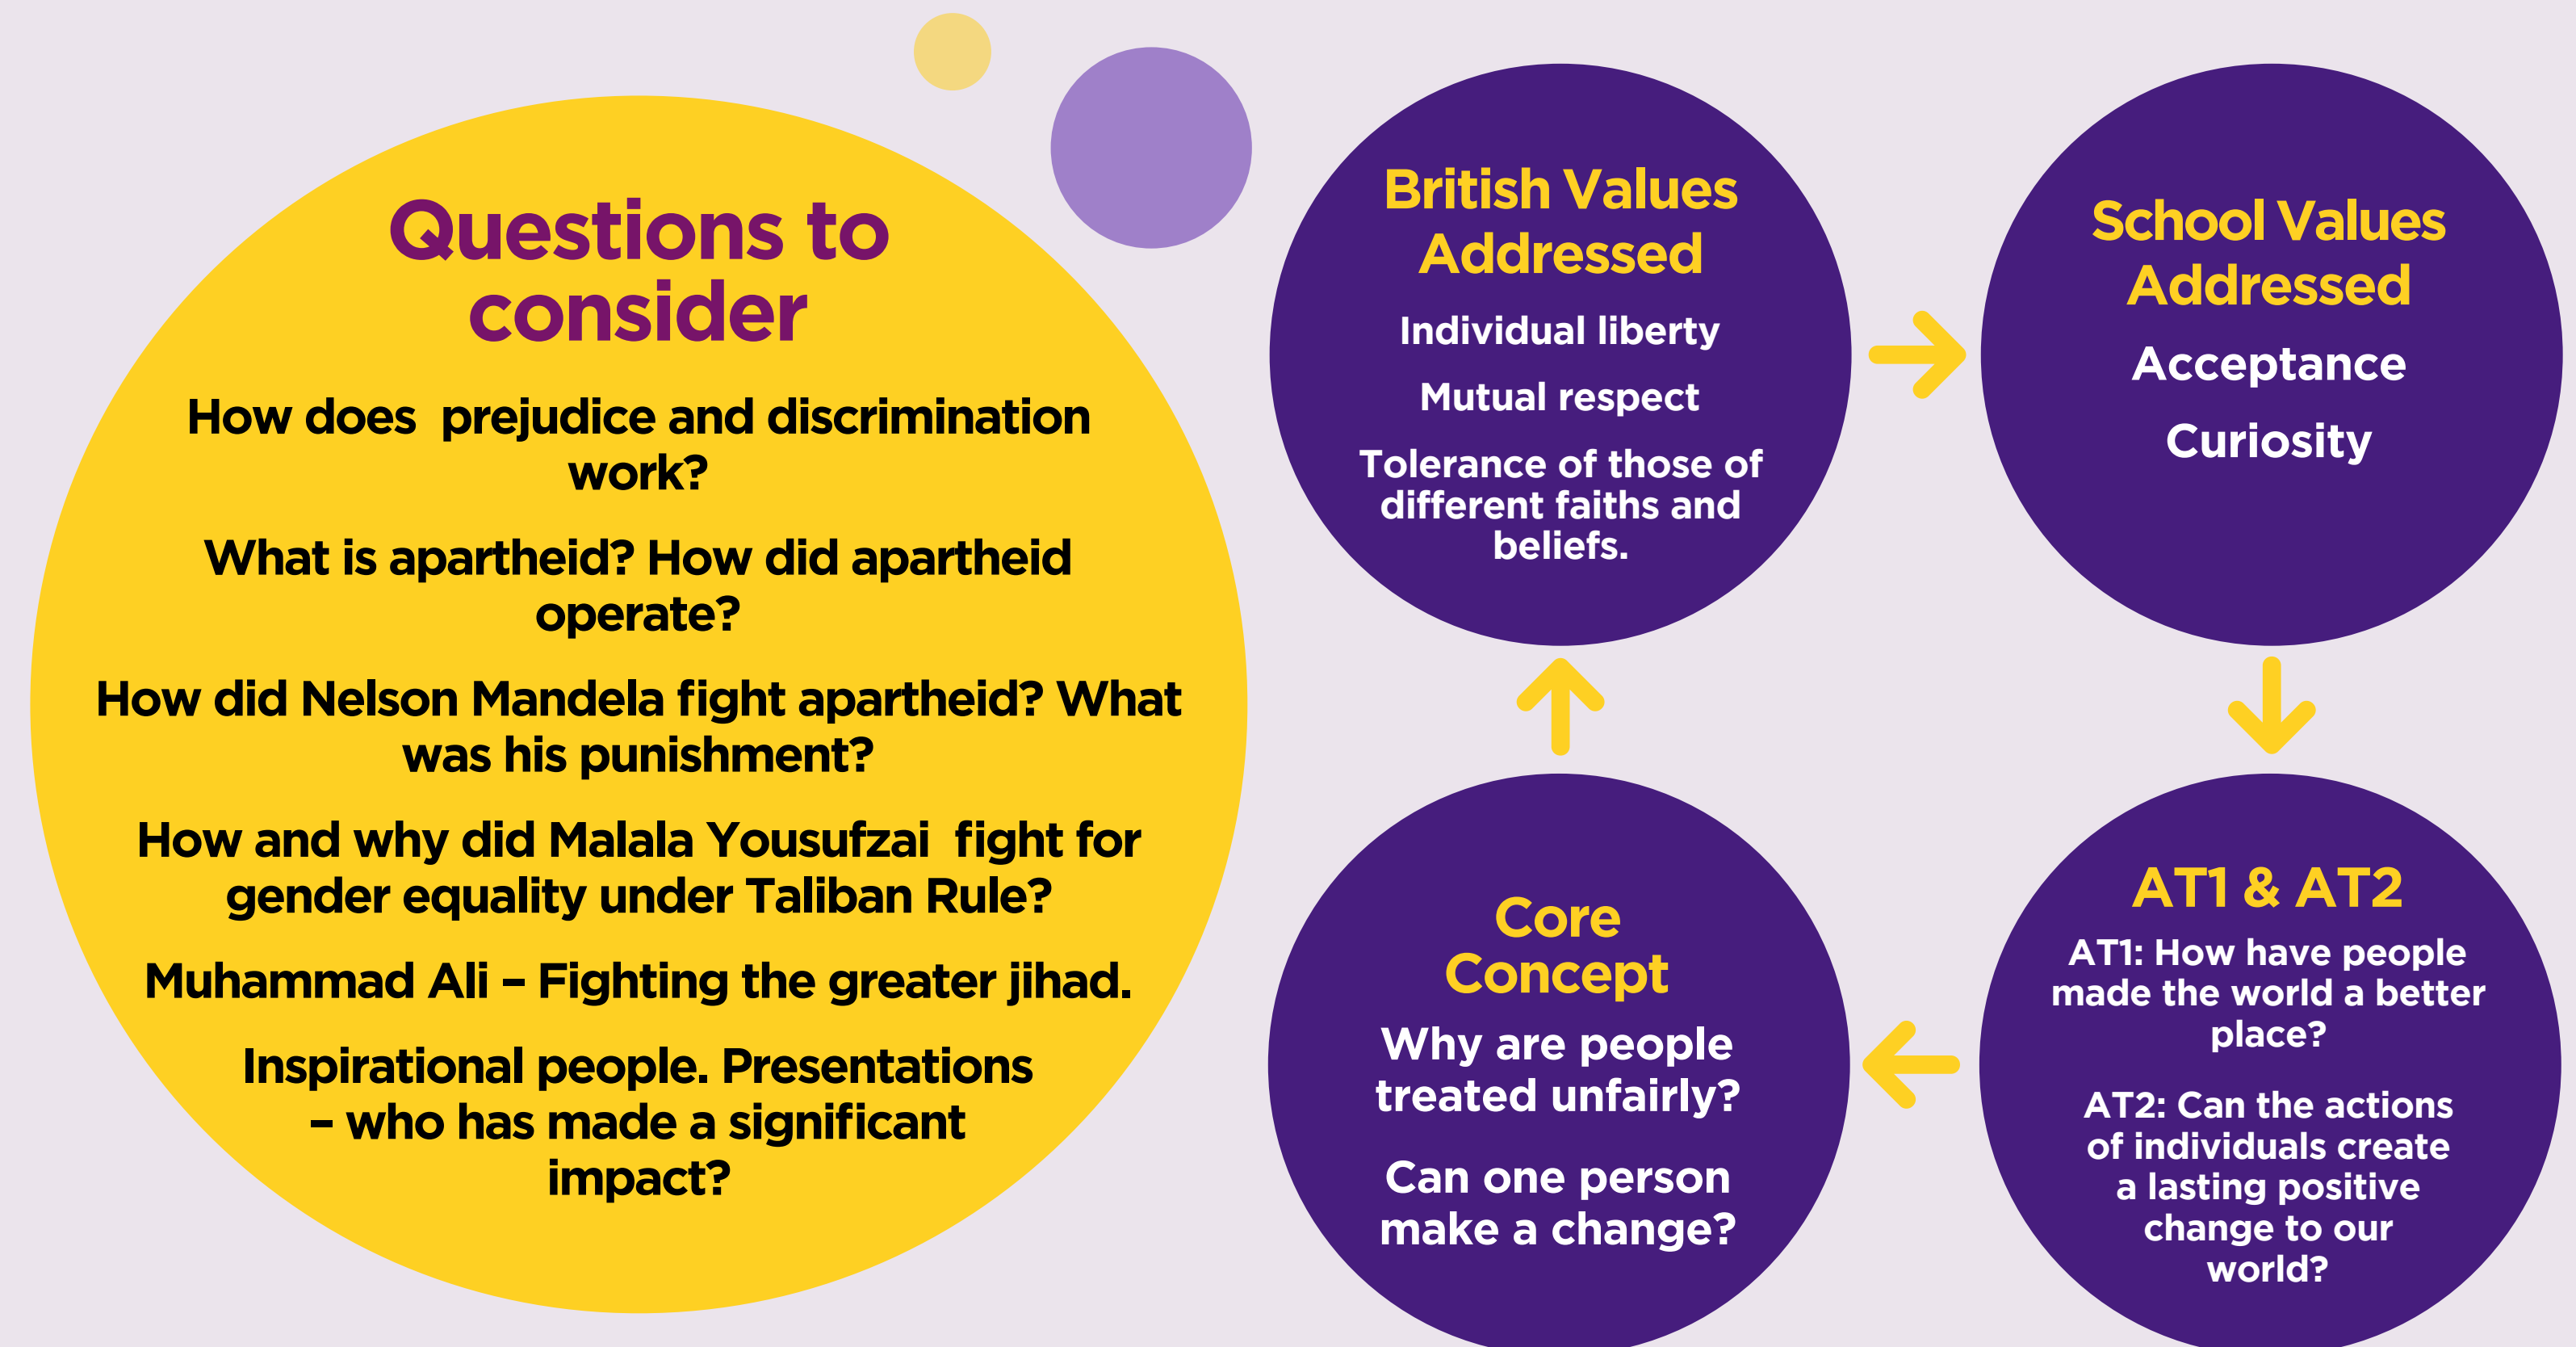 Questions to
consider
How does  prejudice and discrimination
work?
What is apartheid? How did apartheid
operate?
How did Nelson Mandela fight apartheid? What
was his punishment?
How and why did Malala Yousufzai  fight for
gender equality under Taliban Rule?
Muhammad Ali – Fighting the greater jihad.
Inspirational people. Presentations
– who has made a significant
impact?
British Values
Addressed
Individual liberty
Mutual respect
Tolerance of those of
different faiths and
beliefs.
School Values
Addressed
Acceptance
Curiosity
AT1 & AT2
AT1: How have people
made the world a better
place?
AT2: Can the actions
of individuals create
a lasting positive
change to our
world?
Core
Concept
Why are people
treated unfairly?
Can one person
make a change?